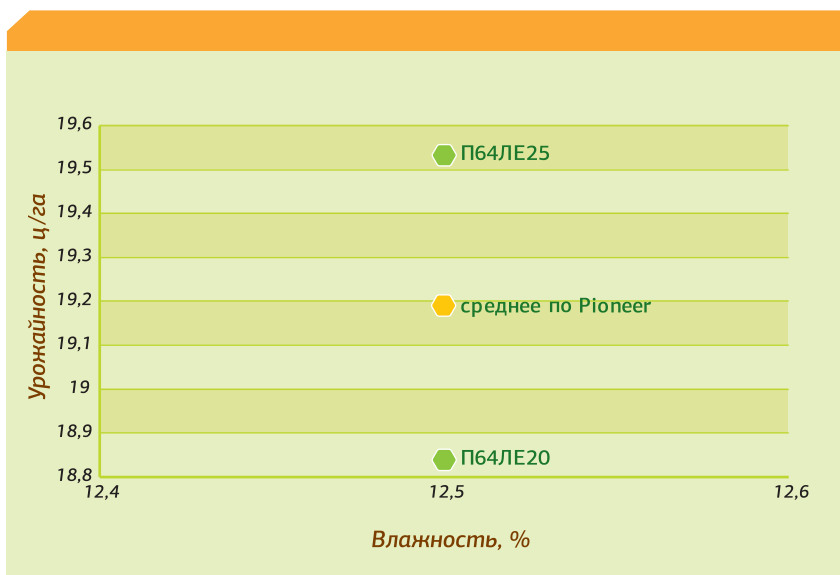 19,6
П64ЛЕ25
19,5
19,4
19,3
19,2
среднее по Pioneer
19,1
19
18,9
П64ЛЕ20
18,8
Урожайность, ц/га
12,4
12,5
12,6
Влажность, %